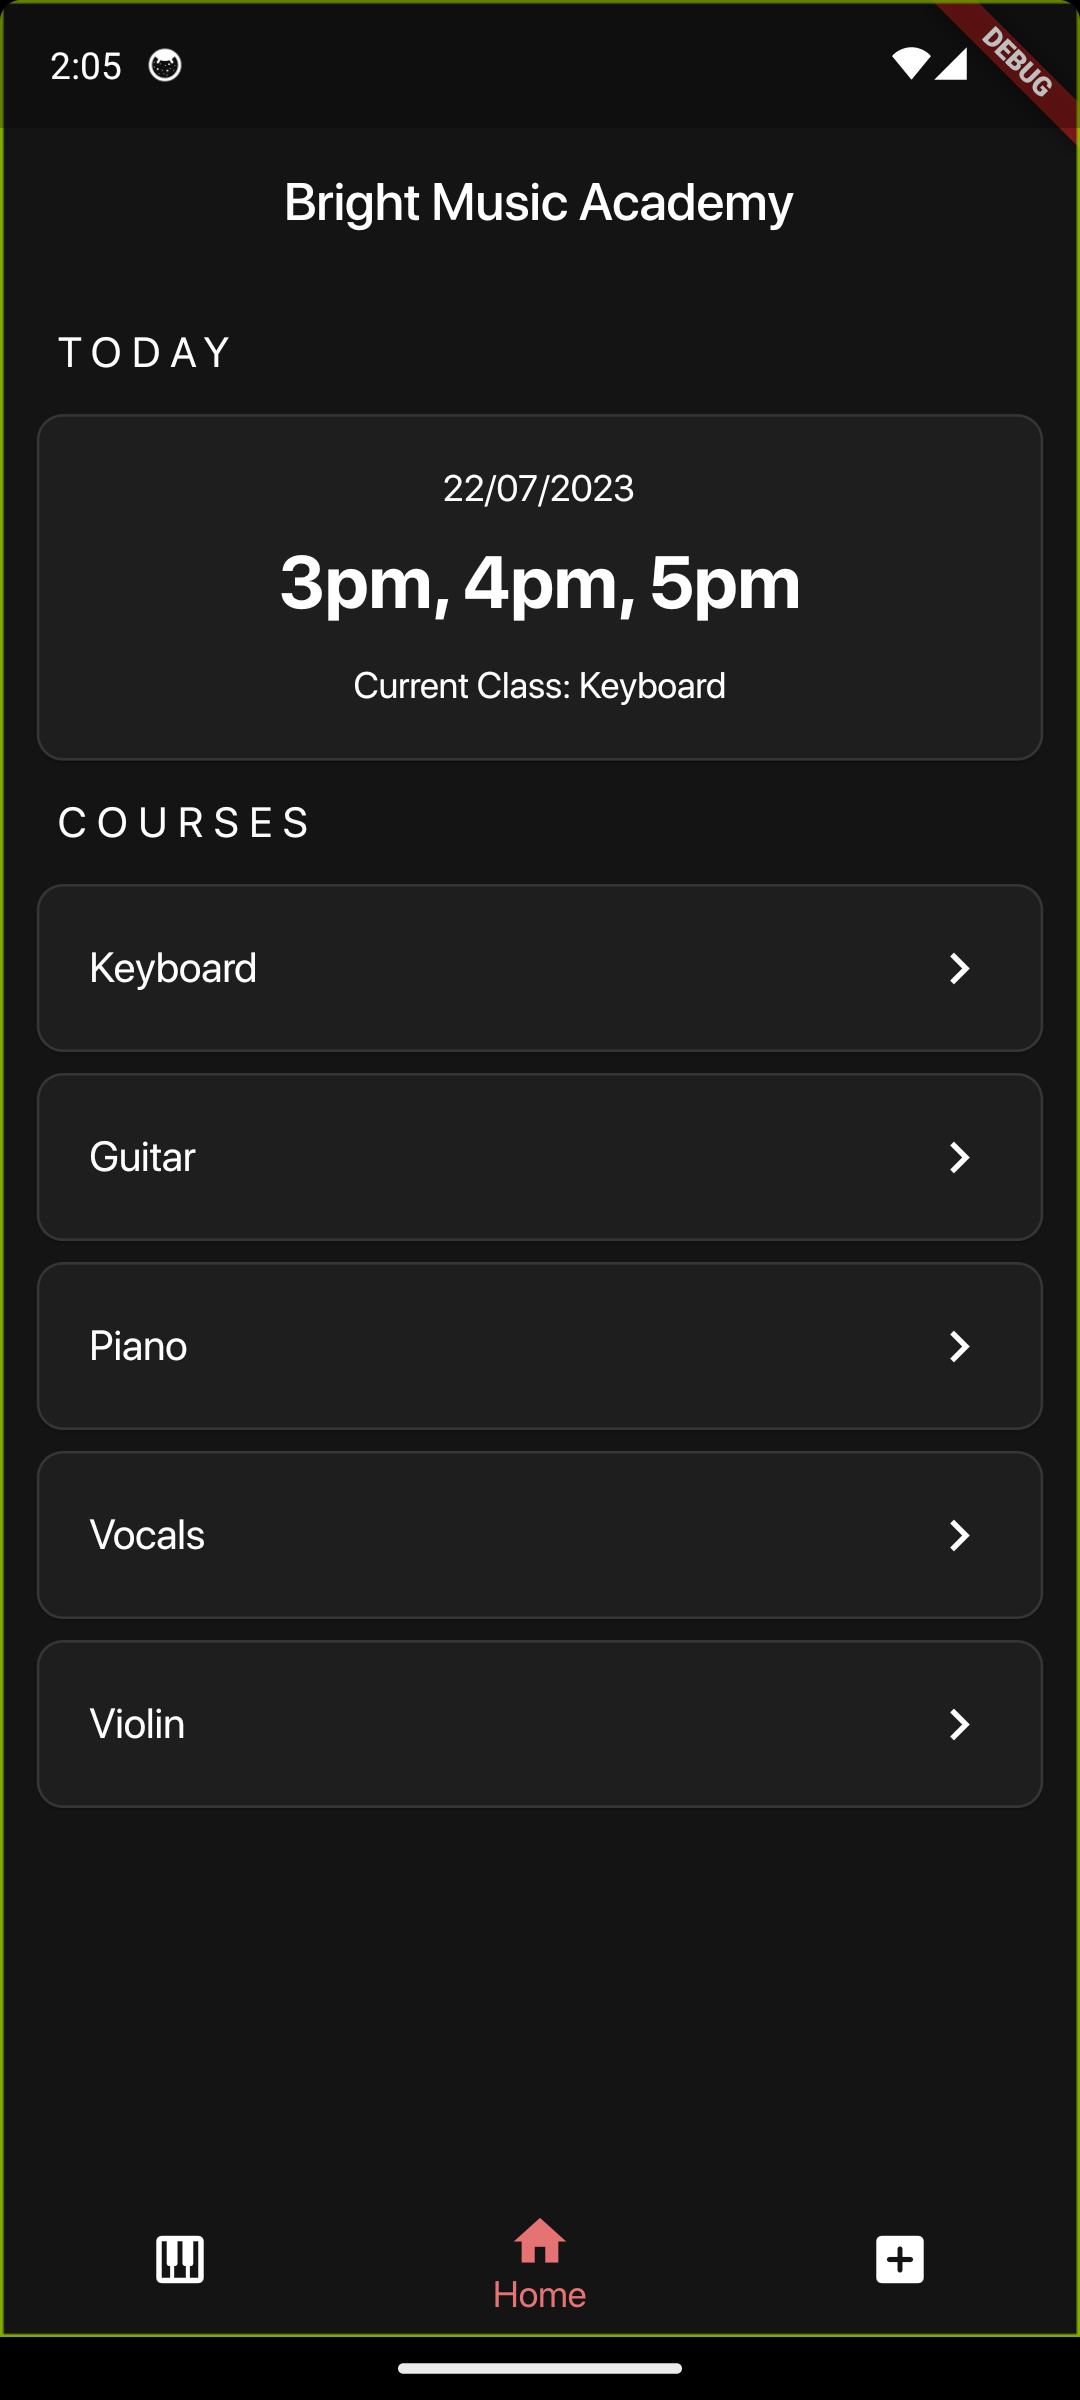 2:05
DEBUG
Bright Music Academy
TODAY
22/07/2023
3pm, 4pm, 5pm
Current Class: Keyboard
COURSES
Keyboard
Guitar
Piano
Vocals
Violin
Home